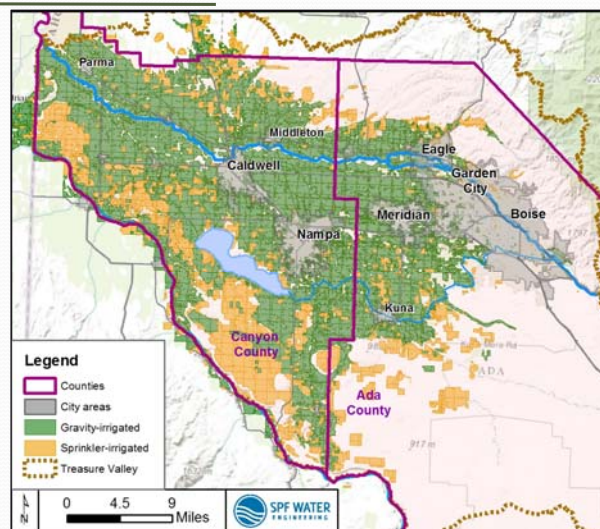 Parma
Middleton
Caldwell
Eagle
Garden
City
Boise
Meridian
Nampa
Kuna
Canyon
County
Ada
County
ADA
917 m
Legend
Counties
City areas
Gravity-irrigated
Sprinkler-irrigated
Treasure Valley
N
0 4.5 9
Miles
SPF WATER
ENGINEERING